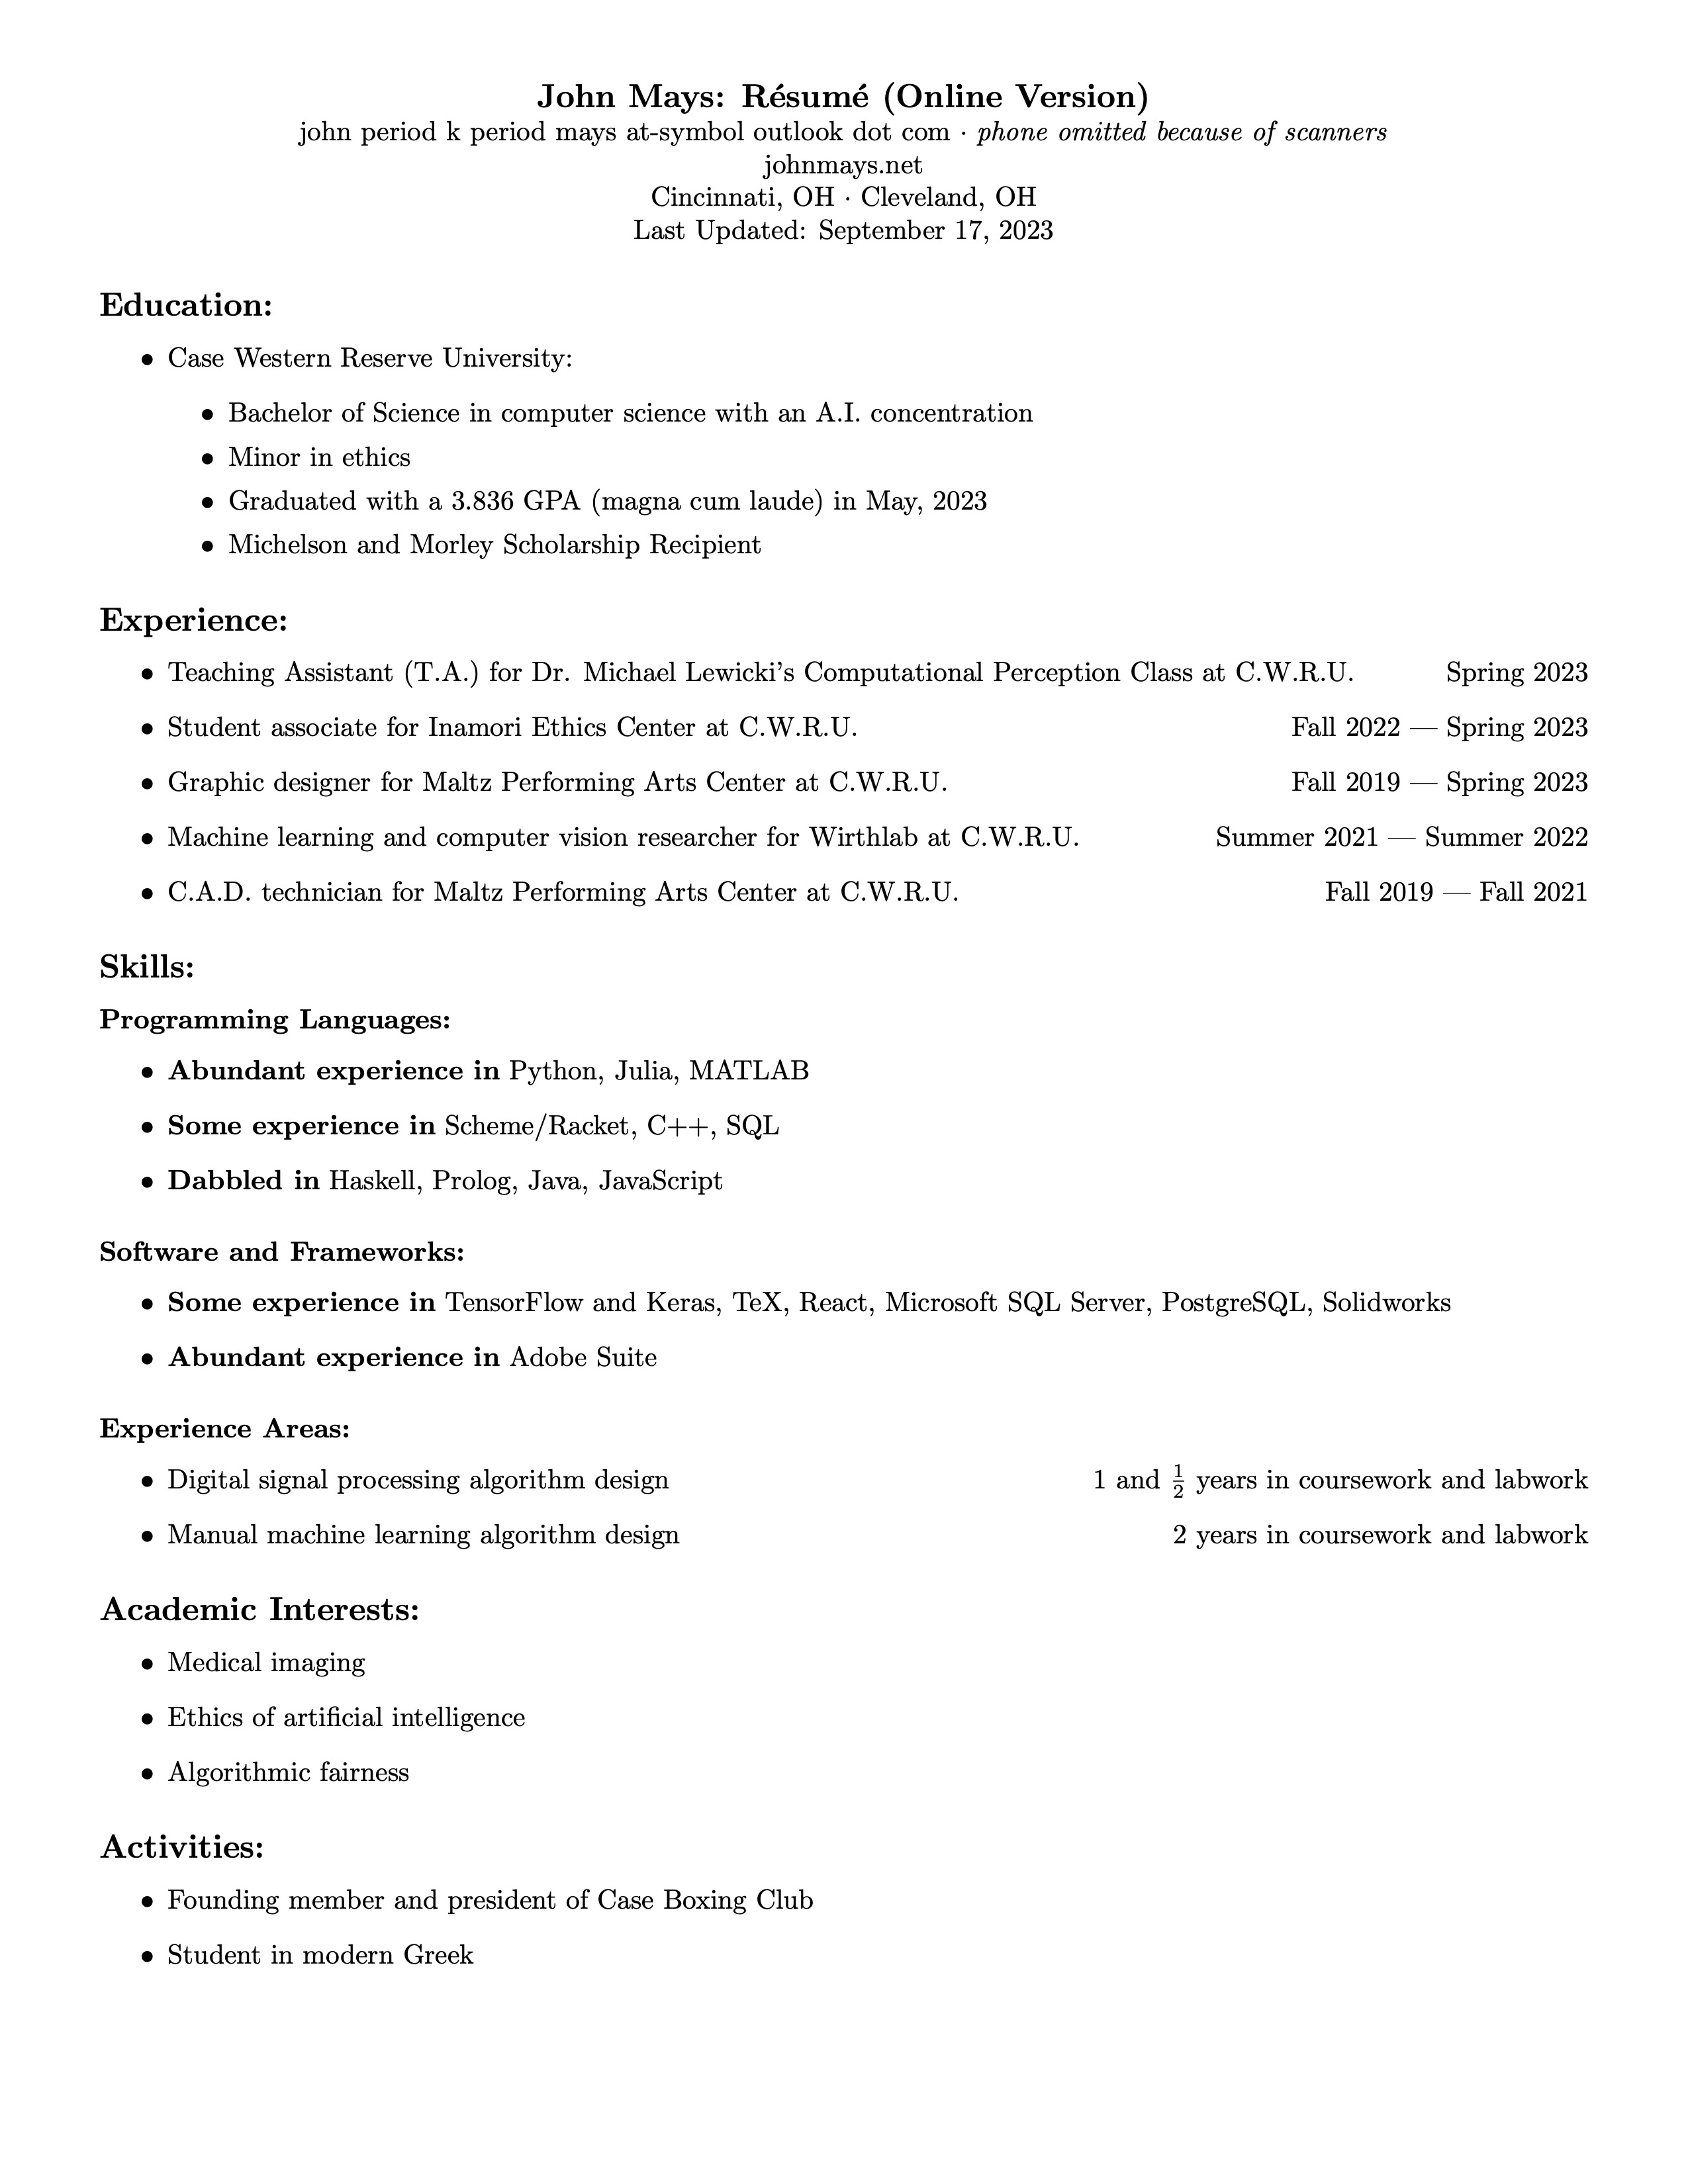 John Mays: Résumé (Online Version)
john period k period mays at-symbol outlook dot com · phone omitted because of scanners
johnmays.net
Cincinnati, OH · Cleveland, OH
Last Updated: September 17, 2023
Education:
• Case Western Reserve University:
• Bachelor of Science in computer science with an A.I. concentration
• Minor in ethics
• Graduated with a 3.836 GPA (magna cum laude) in May, 2023
• Michelson and Morley Scholarship Recipient
Experience:
• Teaching Assistant (T.A.) for Dr. Michael Lewicki's Computational Perception Class at C.W.R.U. Spring 2023
• Student associate for Inamori Ethics Center at C.W.R.U. Fall 2022 — Spring 2023
• Graphic designer for Maltz Performing Arts Center at C.W.R.U. Fall 2019 — Spring 2023
• Machine learning and computer vision researcher for Wirthlab at C.W.R.U. Summer 2021 — Summer 2022
• C.A.D. technician for Maltz Performing Arts Center at C.W.R.U. Fall 2019 — Fall 2021
Skills:
Programming Languages:
• Abundant experience in Python, Julia, MATLAB
• Some experience in Scheme/Racket, C++, SQL
• Dabbled in Haskell, Prolog, Java, JavaScript
Software and Frameworks:
• Some experience in TensorFlow and Keras, TeX, React, Microsoft SQL Server, PostgreSQL, Solidworks
• Abundant experience in Adobe Suite
Experience Areas:
• Digital signal processing algorithm design 1 and 1/2 years in coursework and labwork
• Manual machine learning algorithm design 2 years in coursework and labwork
Academic Interests:
• Medical imaging
• Ethics of artificial intelligence
• Algorithmic fairness
Activities:
• Founding member and president of Case Boxing Club
• Student in modern Greek